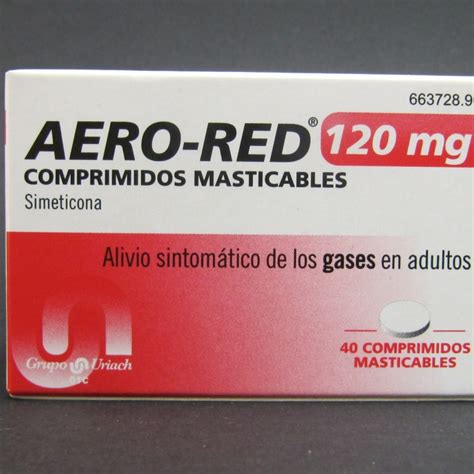 663728.9
AERO-RED® 120 mg
COMPRIMIDOS MASTICABLES
Simeticona
Alivio sintomático de los gases en adultos
Grupo Uriach
OTC
40 COMPRIMIDOS
MASTICABLES